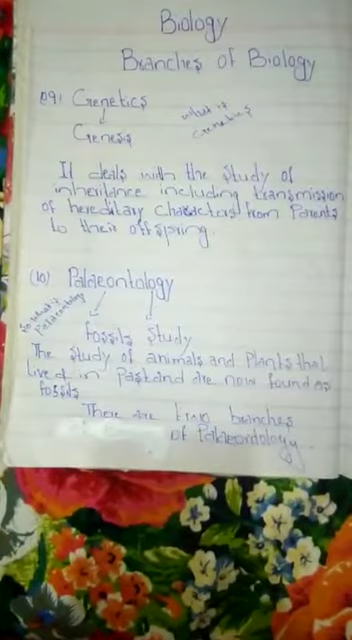 Biology
Branches of Biology
09: Genetics
what is
Genetics
Genesis
It deals with the study of
inheritance including transmission
of hereditary characters from Parents
to their offspring.
(10) Palaeontology
what is
Palaeontology
fossils study
The study of animals and plants that
lived in Past and are now found as
fossils
There are two branches
of Palaeontology